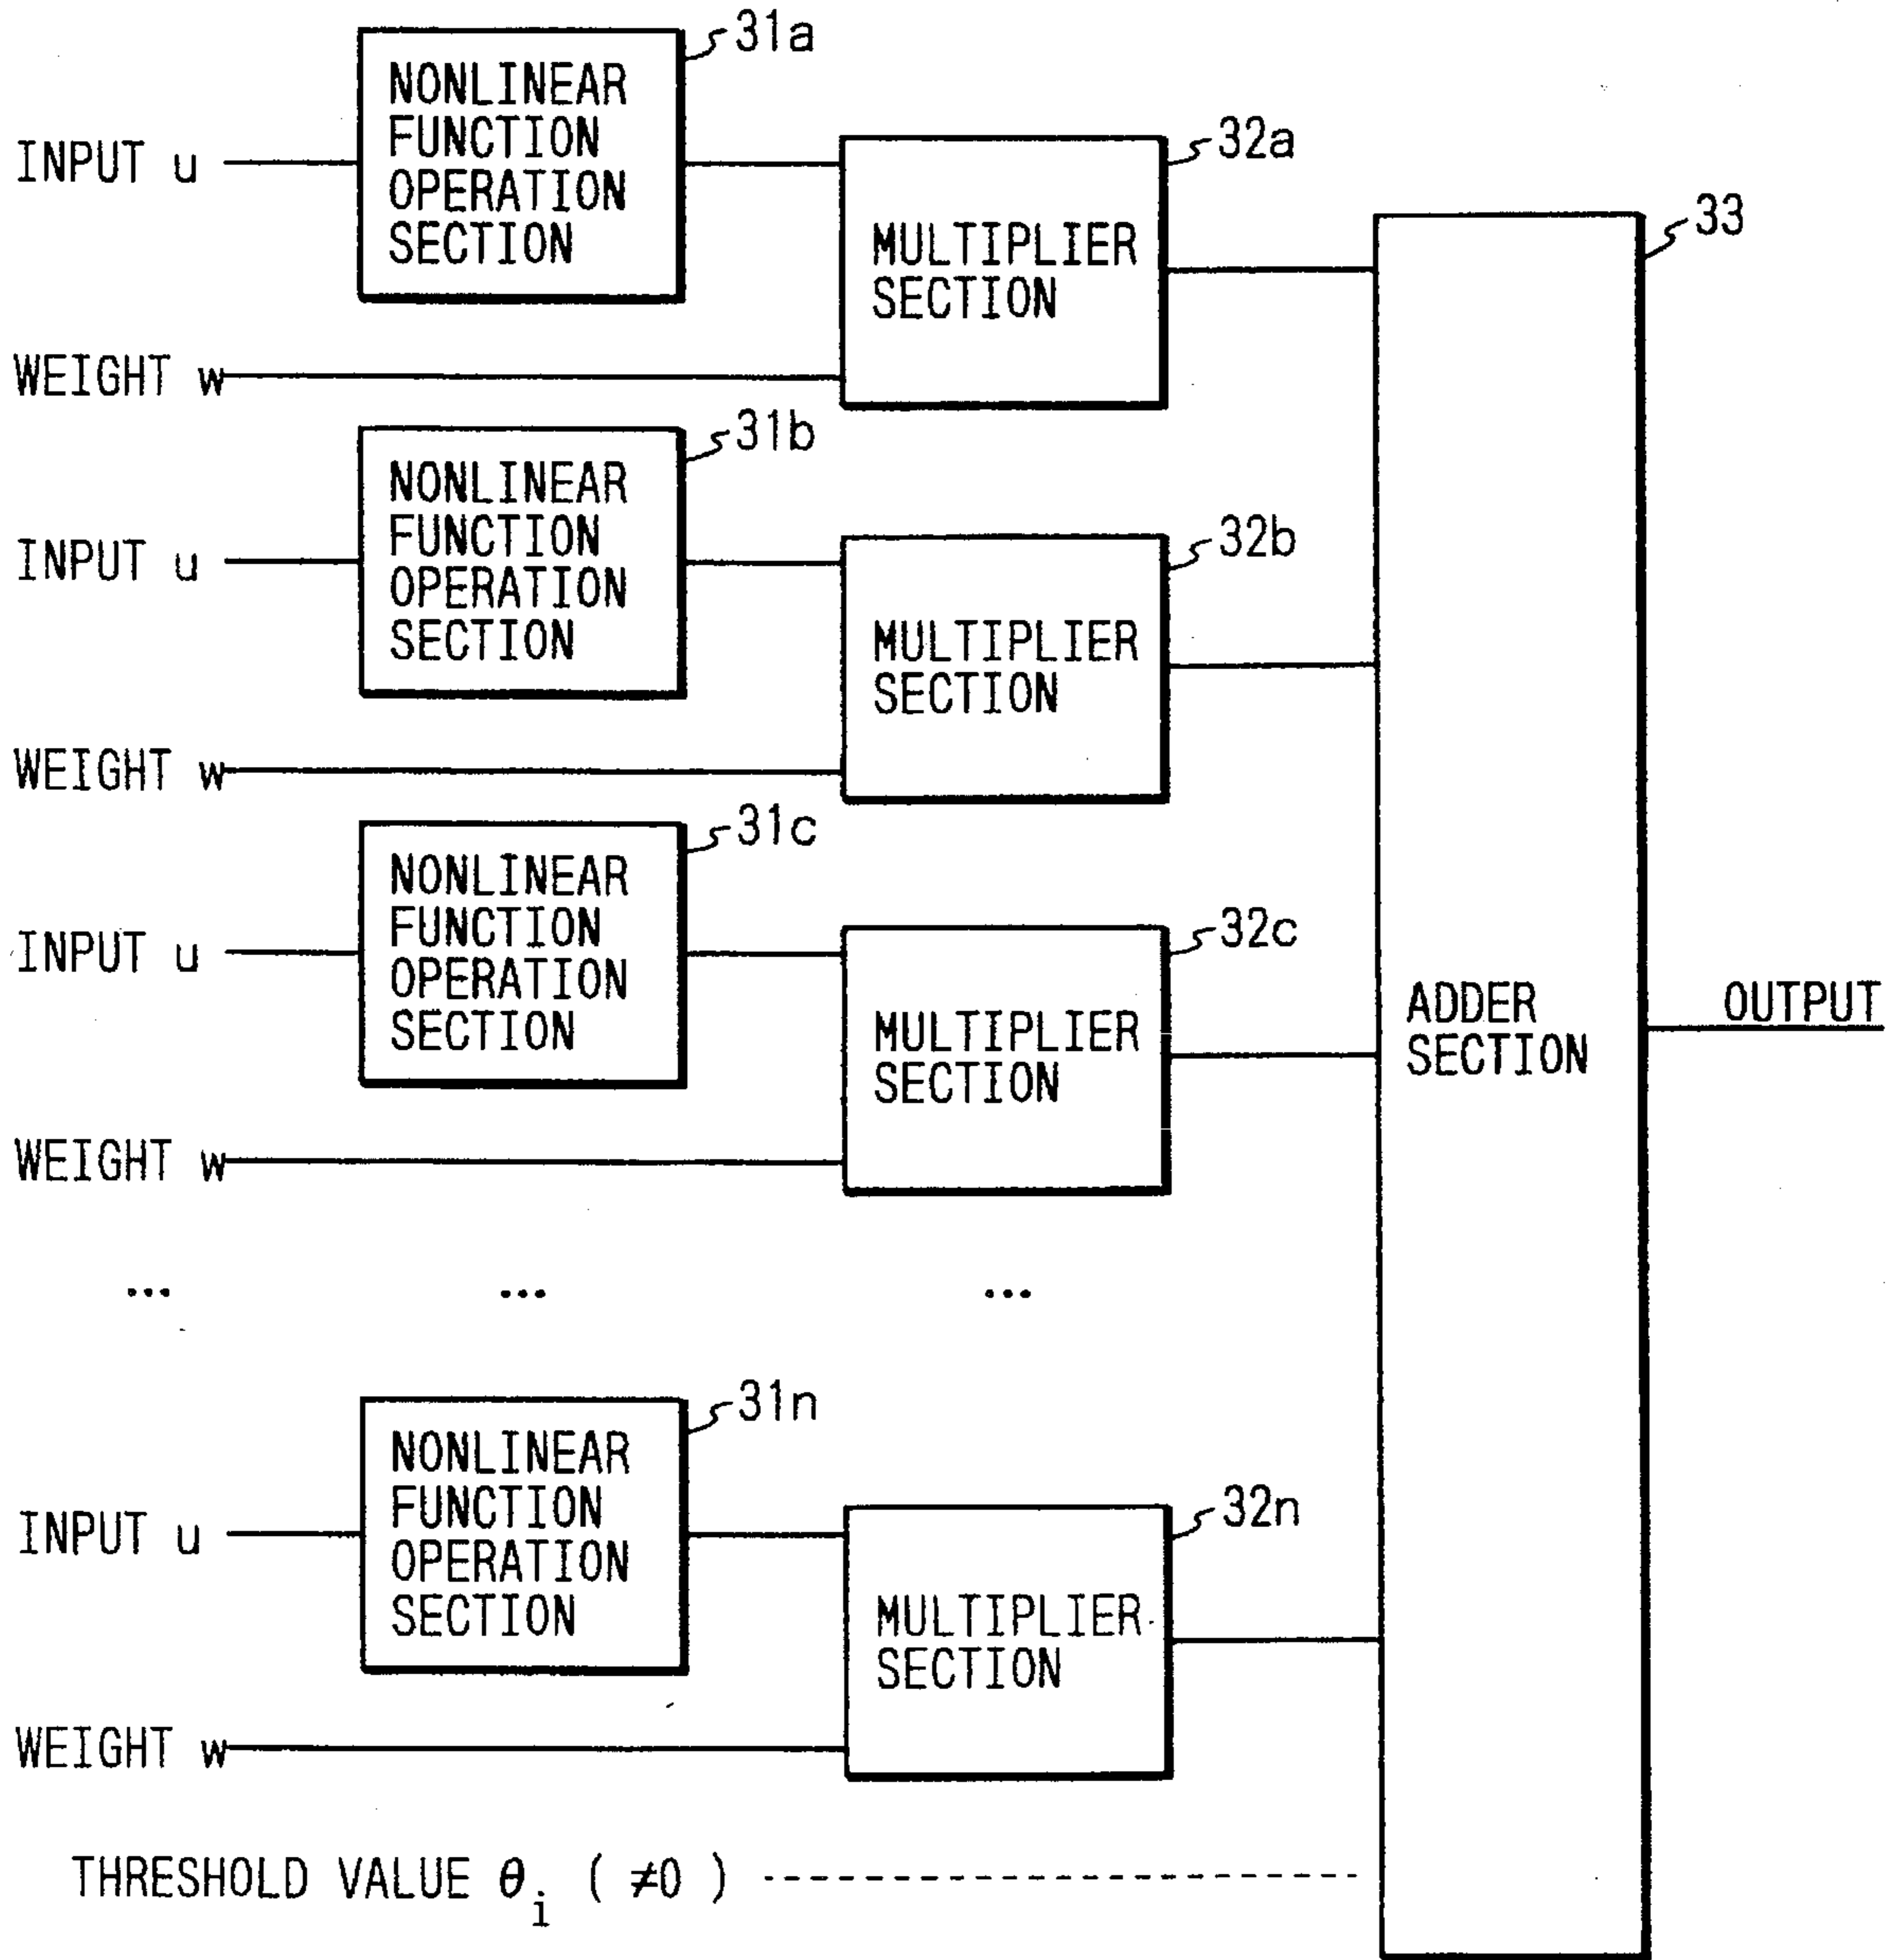 31a
NONLINEAR
FUNCTION
OPERATION
SECTION
INPUT u
32a
MULTIPLIER
SECTION
33
WEIGHT w
31b
NONLINEAR
FUNCTION
OPERATION
SECTION
INPUT u
32b
MULTIPLIER
SECTION
WEIGHT w
31c
NONLINEAR
FUNCTION
OPERATION
SECTION
INPUT u
32c
MULTIPLIER
SECTION
ADDER
SECTION
OUTPUT
WEIGHT w
... ... ...
31n
NONLINEAR
FUNCTION
OPERATION
SECTION
INPUT u
32n
MULTIPLIER
SECTION
WEIGHT w
THRESHOLD VALUE θi ( ≠0 )